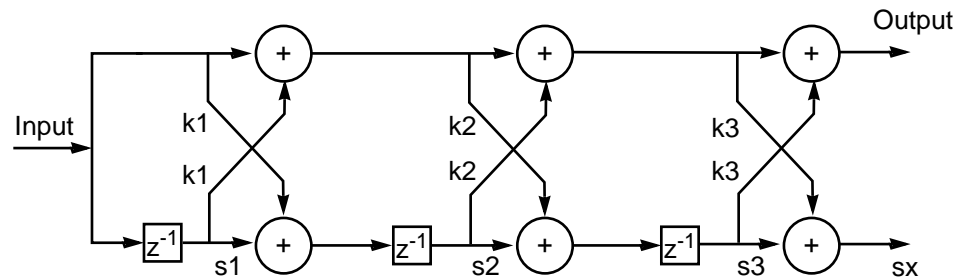 Output
+ + +
k1 k2 k3
Input
k1 k2 k3
z⁻¹ + z⁻¹ + z⁻¹ +
s1 s2 s3 sx